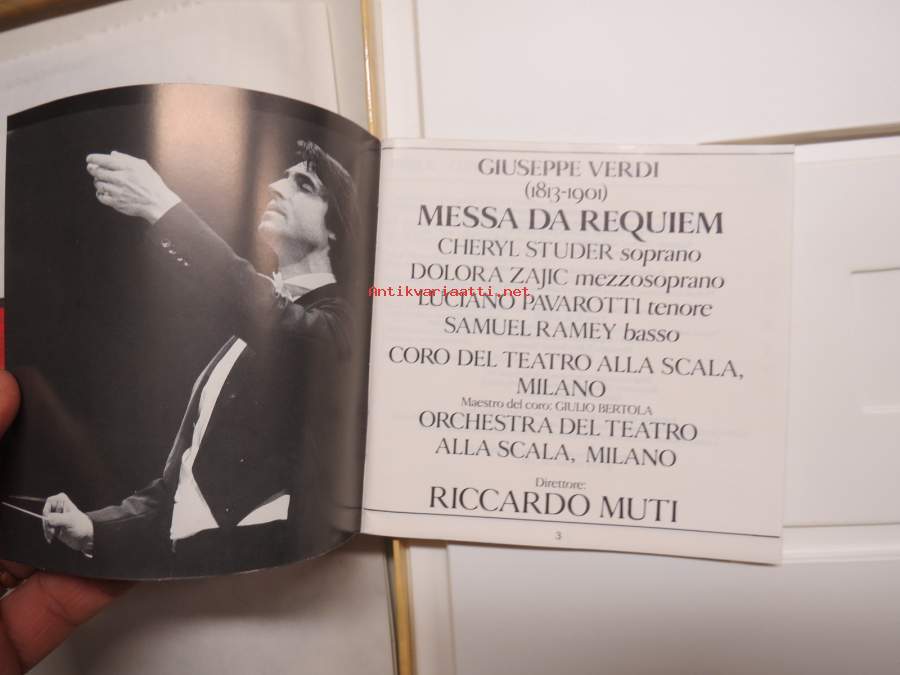 GIUSEPPE VERDI
(1813-1901)
MESSA DA REQUIEM
CHERYL STUDER soprano
DOLORA ZAJIC mezzosoprano
Antikvariaatti.net
LUCIANO PAVAROTTI tenore
SAMUEL RAMEY basso
CORO DEL TEATRO ALLA SCALA,
MILANO
Maestro del coro: GIULIO BERTOLA
ORCHESTRA DEL TEATRO
ALLA SCALA, MILANO
Direttore:
RICCARDO MUTI
3